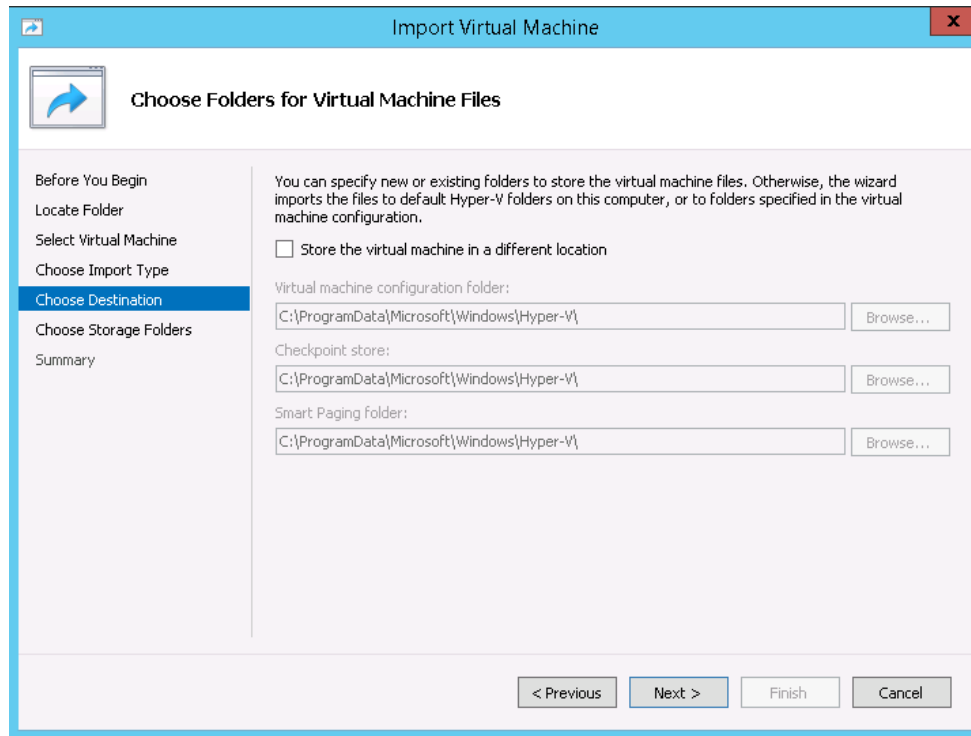 Import Virtual Machine
x
Choose Folders for Virtual Machine Files
Before You Begin
Locate Folder
Select Virtual Machine
Choose Import Type
Choose Destination
Choose Storage Folders
Summary
You can specify new or existing folders to store the virtual machine files. Otherwise, the wizard
imports the files to default Hyper-V folders on this computer, or to folders specified in the virtual
machine configuration.
Store the virtual machine in a different location
Virtual machine configuration folder:
C:\ProgramData\Microsoft\Windows\Hyper-V\
Browse...
Checkpoint store:
C:\ProgramData\Microsoft\Windows\Hyper-V\
Browse...
Smart Paging folder:
C:\ProgramData\Microsoft\Windows\Hyper-V\
Browse...
< Previous
Next >
Finish
Cancel